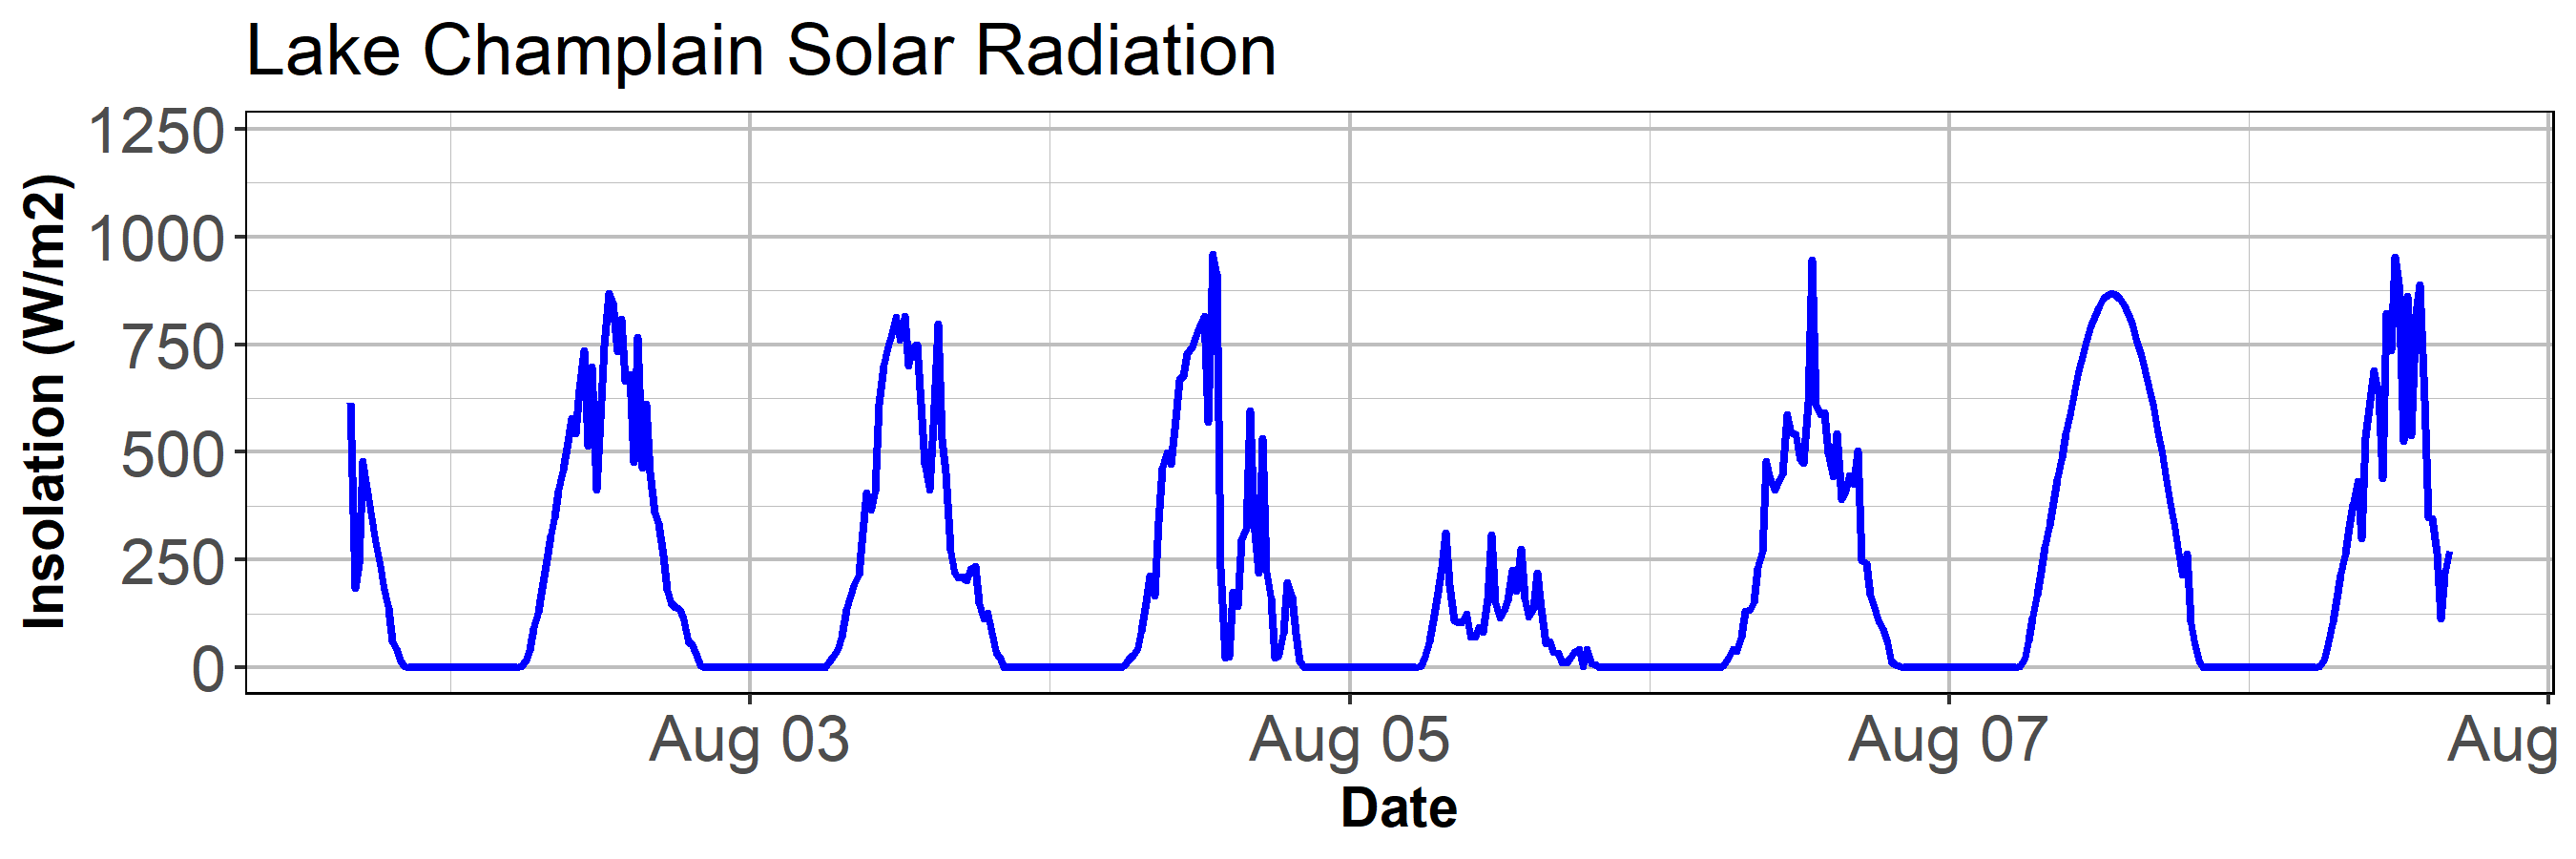 Lake Champlain Solar Radiation
1250
1000
750
500
250
0
Insolation (W/m2)
Aug 03
Aug 05
Aug 07
Aug
Date